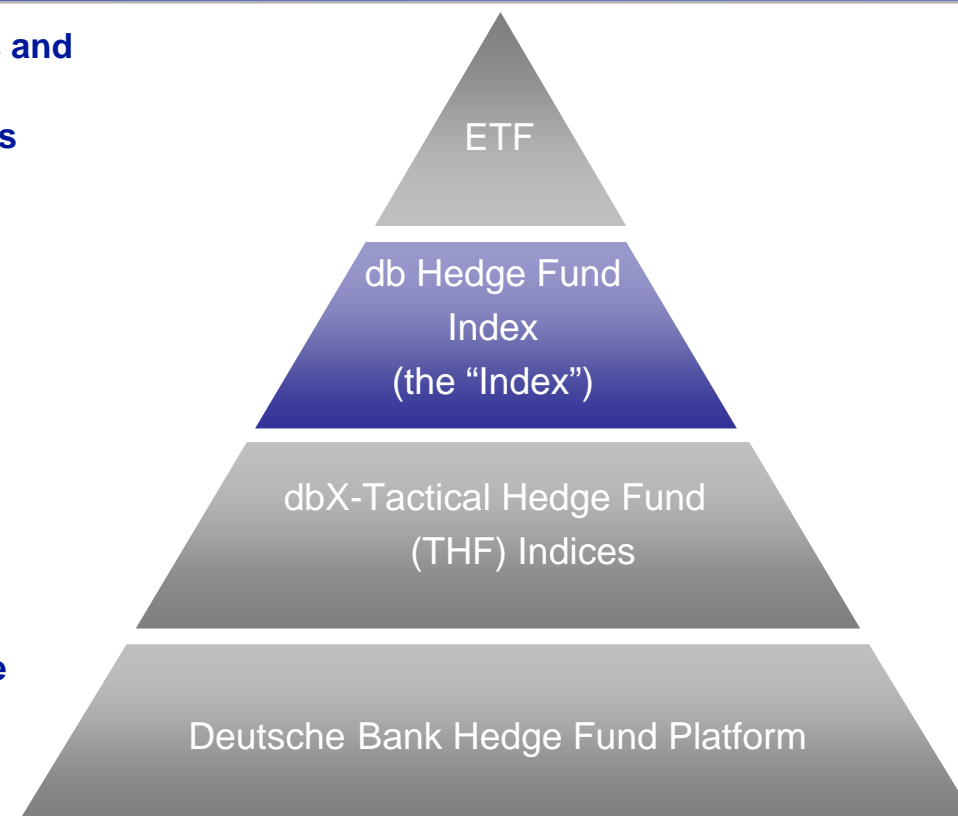 and
ETF
db Hedge Fund
Index
(the “Index”)
dbX-Tactical Hedge Fund
(THF) Indices
Deutsche Bank Hedge Fund Platform